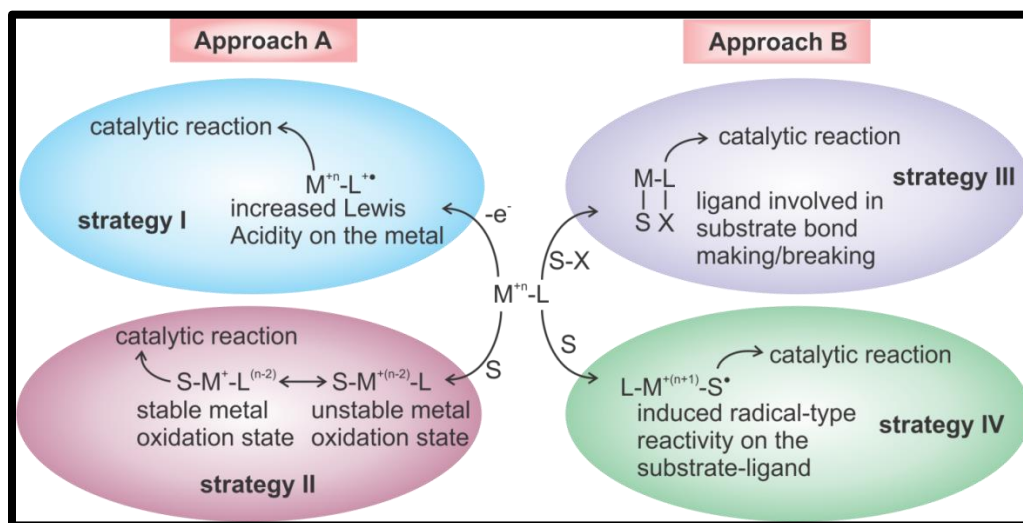 Approach A
Approach B
catalytic reaction
M⁺ⁿ-L⁺•
strategy I
increased Lewis
Acidity on the metal
-e⁻
catalytic reaction
M-L
S X
strategy III
ligand involved in
substrate bond
making/breaking
S-X
M⁺ⁿ-L
S
S
catalytic reaction
S-M⁺-L⁽ⁿ⁻²⁾
S-M⁺⁽ⁿ⁻²⁾-L
stable metal
oxidation state
unstable metal
oxidation state
strategy II
catalytic reaction
L-M⁺⁽ⁿ⁺¹⁾-S•
induced radical-type
reactivity on the
substrate-ligand
strategy IV